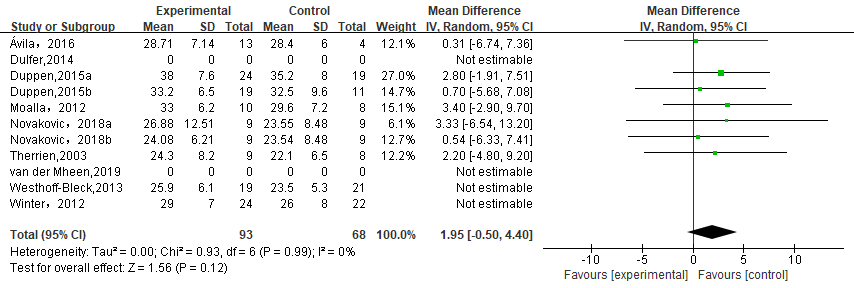 Experimental Control Mean Difference Mean Difference
Study or Subgroup Mean SD Total Mean SD Total Weight IV, Random, 95% CI IV, Random, 95% CI
Ávila，2016 28.71 7.14 13 28.4 6 4 12.1% 0.31 [-6.74, 7.36]
Dulfer,2014 0 0 0 0 0 0 Not estimable
Duppen,2015a 38 7.6 24 35.2 8 19 27.0% 2.80 [-1.91, 7.51]
Duppen,2015b 33.2 6.5 19 32.5 9.6 11 14.8% 0.70 [-5.68, 7.08]
Moalla，2012 33 6.2 10 29.6 7.2 8 15.1% 3.40 [-2.90, 9.70]
Novakovic，2018a 26.88 12.51 9 23.55 8.48 9 6.1% 3.33 [-6.54, 13.20]
Novakovic，2018b 24.08 6.21 9 23.54 8.48 9 12.7% 0.54 [-6.33, 7.41]
Therrien,2003 24.3 8.2 9 22.1 6.5 8 12.2% 2.20 [-4.80, 9.20]
van der Mheen,2019 0 0 0 0 0 0 Not estimable
Westhoff-Bleck,2013 25.9 6.1 19 23.5 5.3 21 Not estimable
Winter，2012 29 7 24 26 8 22 Not estimable
Total (95% CI) 93 68 100.0% 1.95 [-0.50, 4.40]
Heterogeneity: Tau² = 0.00; Chi² = 0.93, df = 6 (P = 0.99); I² = 0%
Test for overall effect: Z = 1.56 (P = 0.12)
-10 -5 0 5 10
Favours [experimental] Favours [control]